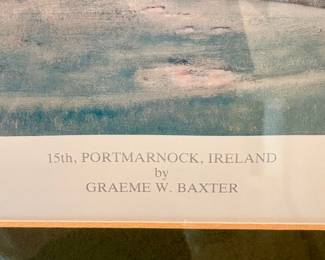 15th, PORTMARNOCK, IRELAND
by
GRAEME W. BAXTER